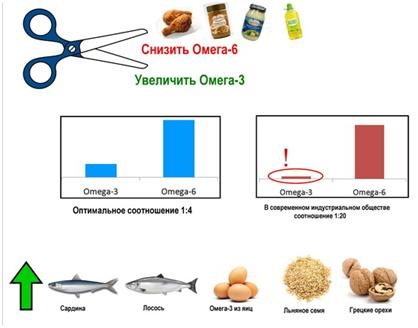 Снизить Омега-6
Увеличить Омега-3
Omega-3 Omega-6
Оптимальное соотношение 1:4
!
Omega-3 Omega-6
В современном индустриальном обществе
соотношение 1:20
Сардина
Лосось
Омега-3 из яиц
Льняное семя
Грецкие орехи